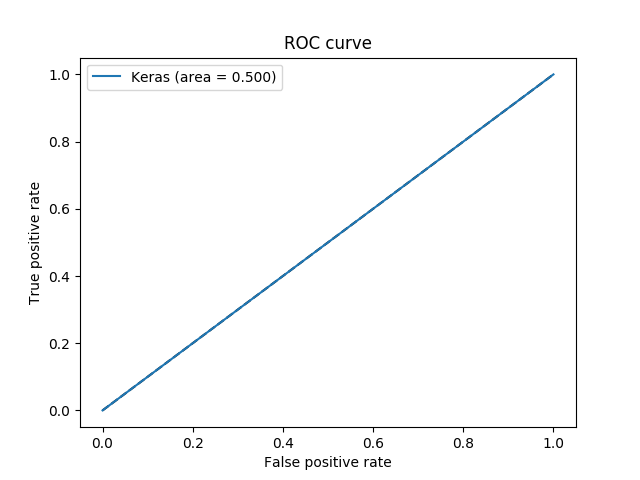 ROC curve
Keras (area = 0.500)
1.0
0.8
0.6
0.4
0.2
0.0
True positive rate
0.0 0.2 0.4 0.6 0.8 1.0
False positive rate